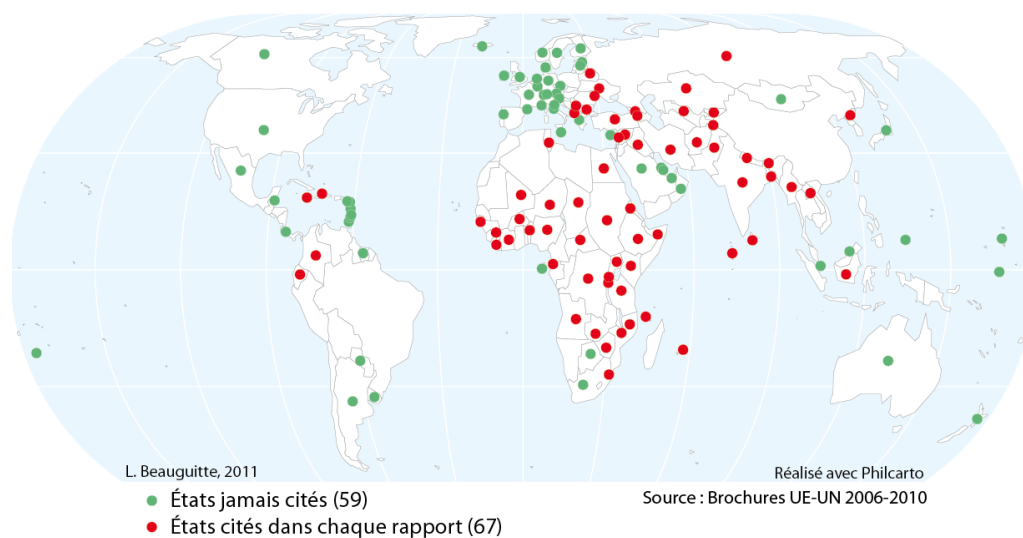 L. Beauguitte, 2011
Réalisé avec Philcarto
États jamais cités (59)
Source : Brochures UE-UN 2006-2010
États cités dans chaque rapport (67)